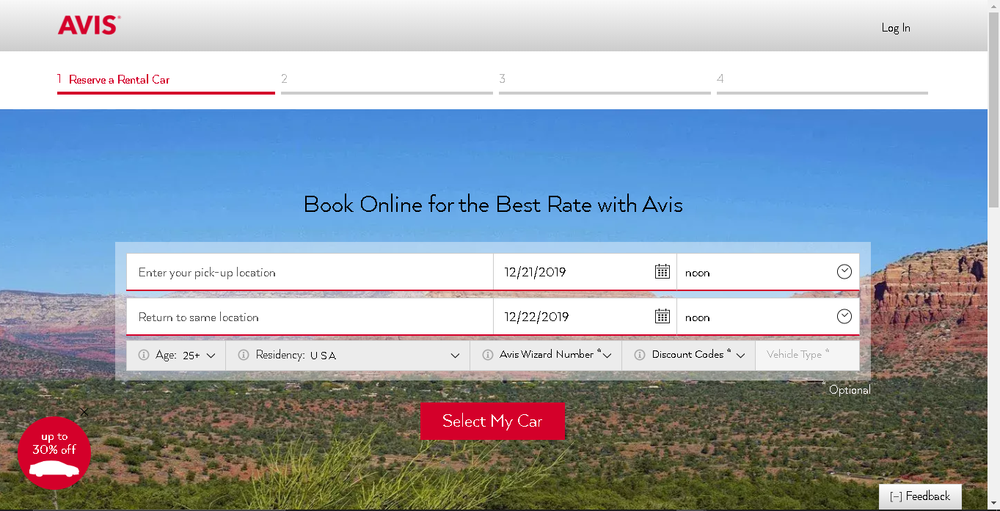 AVIS
Log In
1 Reserve a Rental Car
2
3
4
Book Online for the Best Rate with Avis
Enter your pick-up location
12/21/2019
noon
Return to same location
12/22/2019
noon
Age: 25+
Residency: U S A
Avis Wizard Number *
Discount Codes *
Vehicle Type *
* Optional
Select My Car
up to
30% off
[-] Feedback